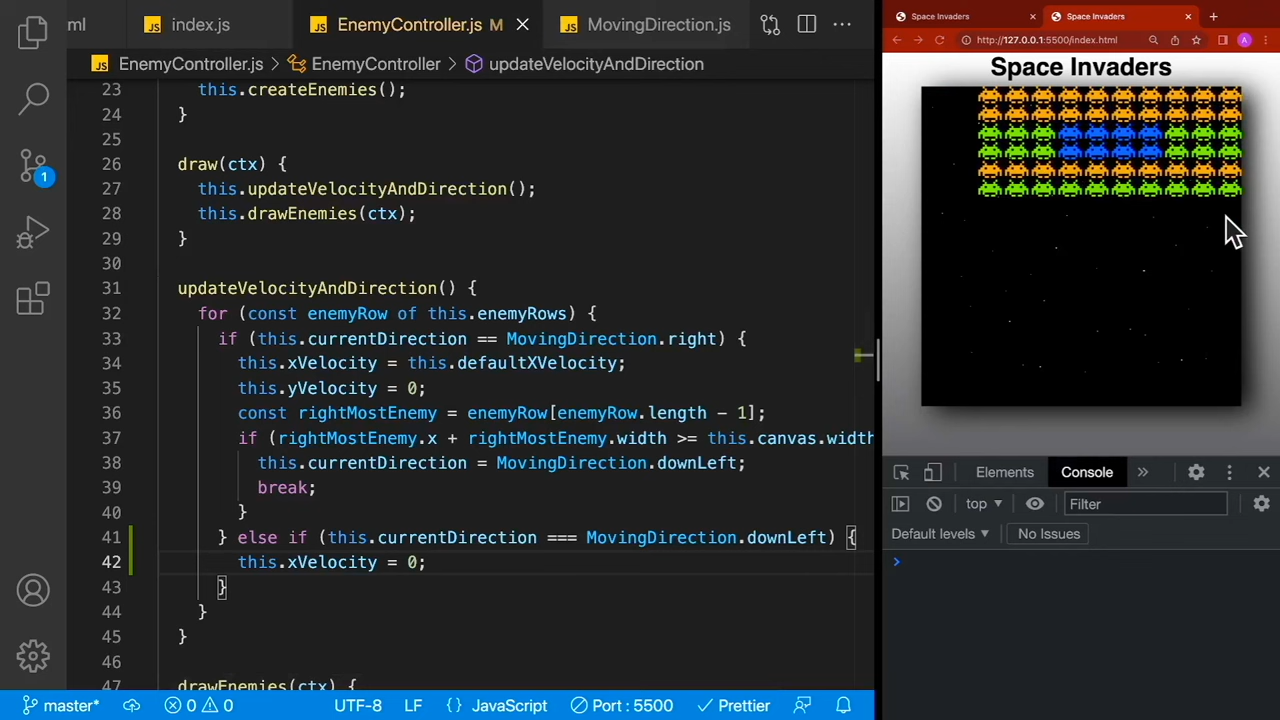 ml
index.js
EnemyController.js M
MovingDirection.js
EnemyController.js > EnemyController > updateVelocityAndDirection
23 this.createEnemies();
24 }
25
26 draw(ctx) {
27 this.updateVelocityAndDirection();
28 this.drawEnemies(ctx);
29 }
30
31 updateVelocityAndDirection() {
32 for (const enemyRow of this.enemyRows) {
33 if (this.currentDirection == MovingDirection.right) {
34 this.xVelocity = this.defaultXVelocity;
35 this.yVelocity = 0;
36 const rightMostEnemy = enemyRow[enemyRow.length - 1];
37 if (rightMostEnemy.x + rightMostEnemy.width >= this.canvas.width
38 this.currentDirection = MovingDirection.downLeft;
39 break;
40 }
41 } else if (this.currentDirection === MovingDirection.downLeft) {
42 this.xVelocity = 0;
43 }
44 }
45 }
46
47 drawEnemies(ctx) {
1
master*
0 0
UTF-8
LF
{ } JavaScript
Port : 5500
Prettier
Space Invaders
Space Invaders
http://127.0.0.1:5500/index.html
A
Space Invaders
Elements
Console
top
Filter
Default levels
No Issues